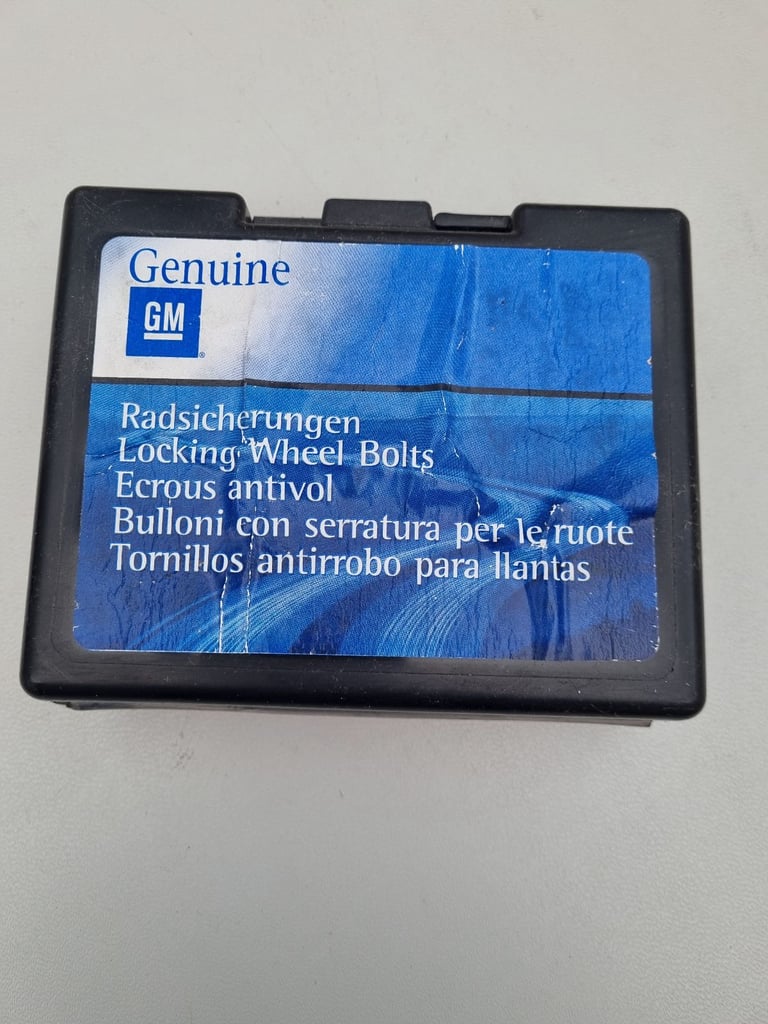 Genuine
GM
®
Radsicherungen
Locking Wheel Bolts
Ecrous antivol
Bulloni con serratura per le ruote
Tornillos antirrobo para llantas